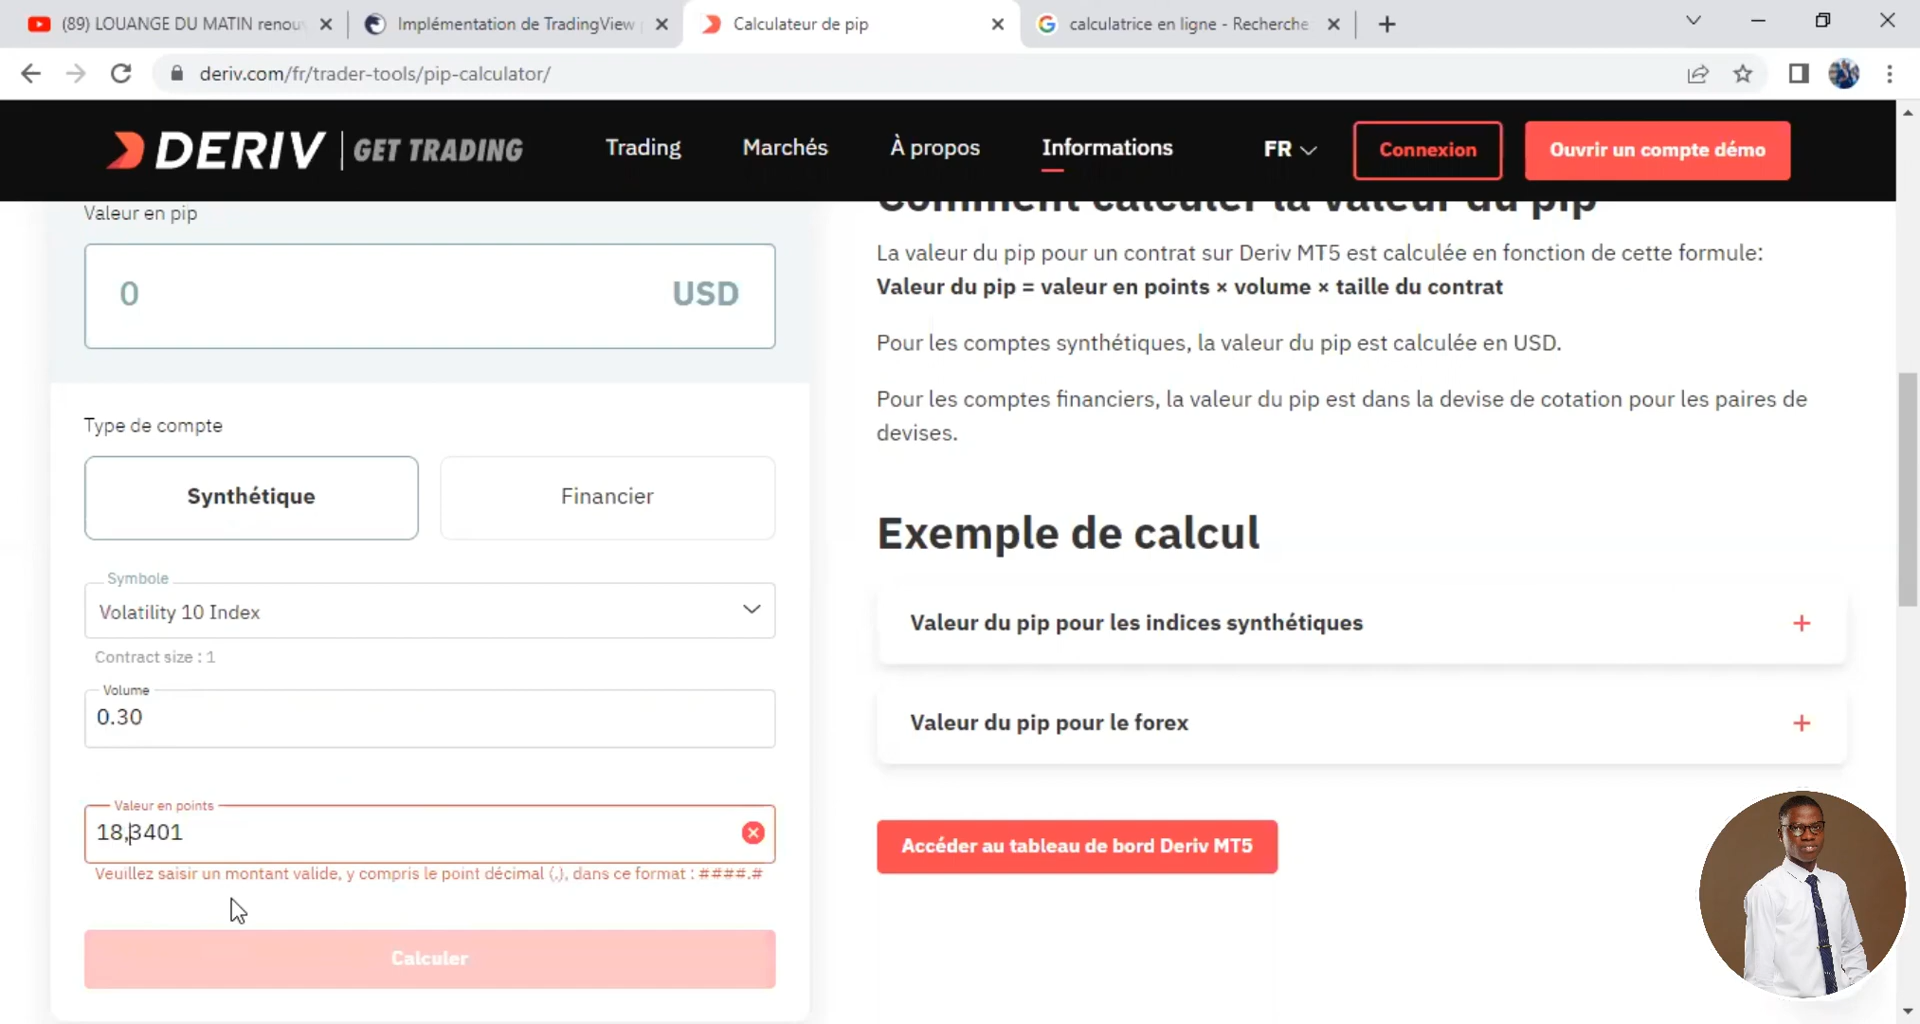 (89) LOUANGE DU MATIN renou
Implémentation de TradingView
Calculateur de pip
calculatrice en ligne - Recherche
deriv.com/fr/trader-tools/pip-calculator/
DERIV | GET TRADING
Trading
Marchés
À propos
Informations
FR
Connexion
Ouvrir un compte démo
Valeur en pip
0 USD
Type de compte
Synthétique
Financier
Symbole
Volatility 10 Index
Contract size : 1
Volume
0.30
Valeur en points
18,3401
Veuillez saisir un montant valide, y compris le point décimal (.), dans ce format : ####.#
Calculer
Comment calculer la valeur du pip
La valeur du pip pour un contrat sur Deriv MT5 est calculée en fonction de cette formule:
Valeur du pip = valeur en points × volume × taille du contrat
Pour les comptes synthétiques, la valeur du pip est calculée en USD.
Pour les comptes financiers, la valeur du pip est dans la devise de cotation pour les paires de
devises.
Exemple de calcul
Valeur du pip pour les indices synthétiques
Valeur du pip pour le forex
Accéder au tableau de bord Deriv MT5